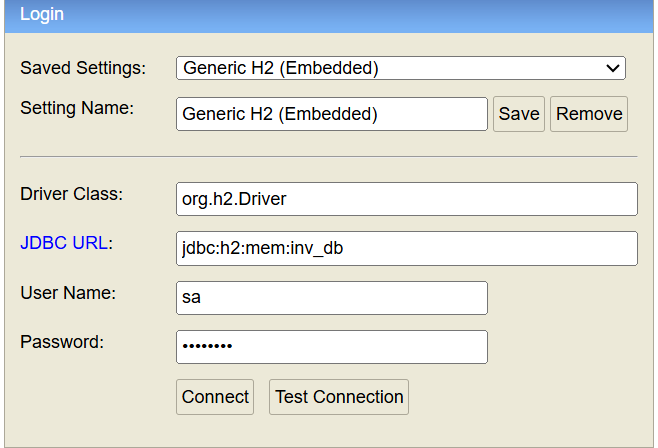 Login
Saved Settings: Generic H2 (Embedded)
Setting Name: Generic H2 (Embedded) Save Remove
Driver Class: org.h2.Driver
JDBC URL: jdbc:h2:mem:inv_db
User Name: sa
Password: ••••••••
Connect Test Connection